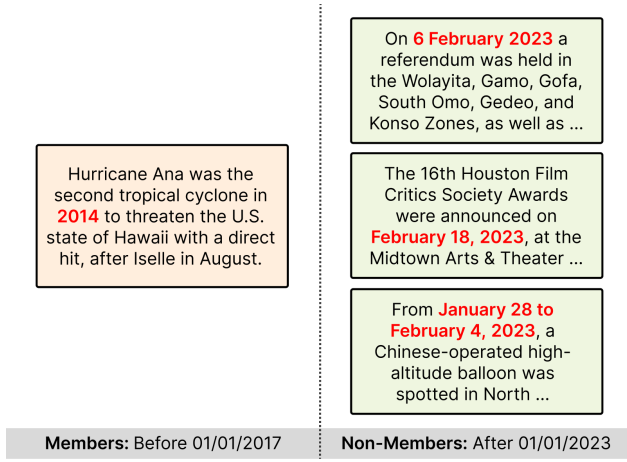 Hurricane Ana was the
second tropical cyclone in
2014 to threaten the U.S.
state of Hawaii with a direct
hit, after Iselle in August.
Members: Before 01/01/2017
On 6 February 2023 a
referendum was held in
the Wolayita, Gamo, Gofa,
South Omo, Gedeo, and
Konso Zones, as well as ...
The 16th Houston Film
Critics Society Awards
were announced on
February 18, 2023, at the
Midtown Arts & Theater ...
From January 28 to
February 4, 2023, a
Chinese-operated high-
altitude balloon was
spotted in North ...
Non-Members: After 01/01/2023